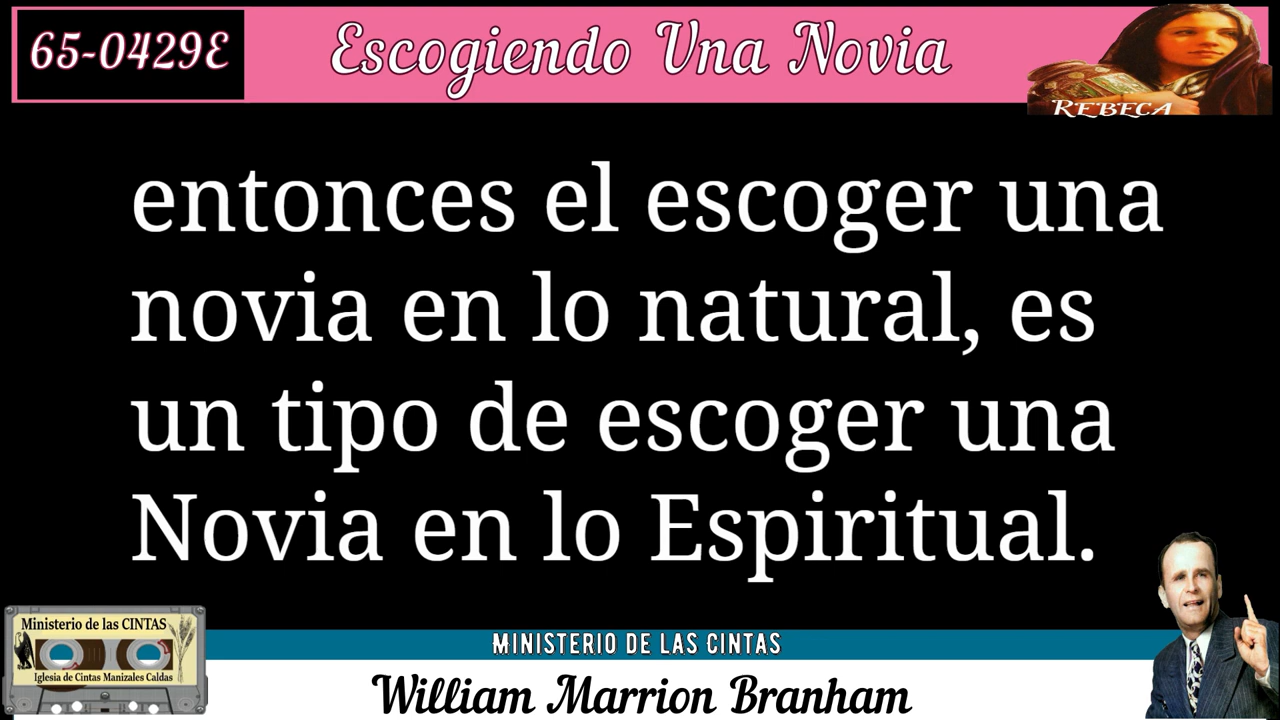 65-0429E
Escogiendo Una Novia
REBECA
entonces el escoger una
novia en lo natural, es
un tipo de escoger una
Novia en lo Espiritual.
Ministerio de las CINTAS
Iglesia de Cintas Manizales Caldas
MINISTERIO DE LAS CINTAS
William Marrion Branham